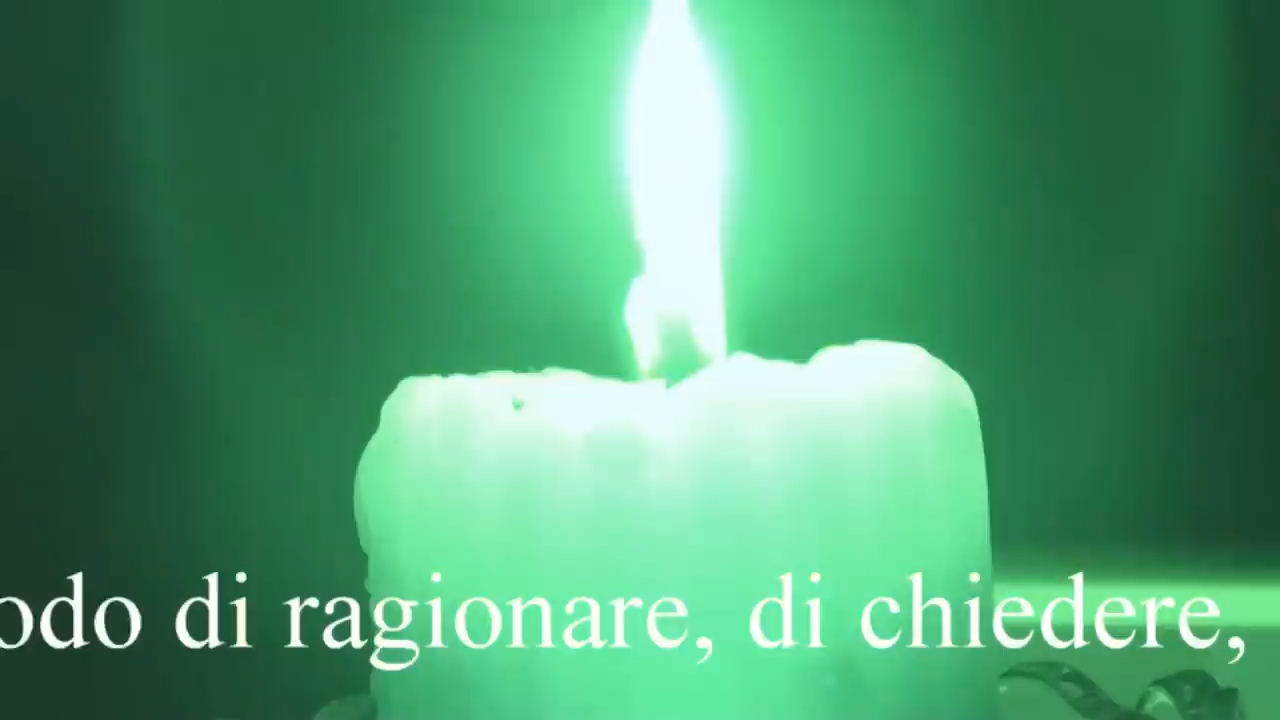 odo di ragionare, di chiedere,